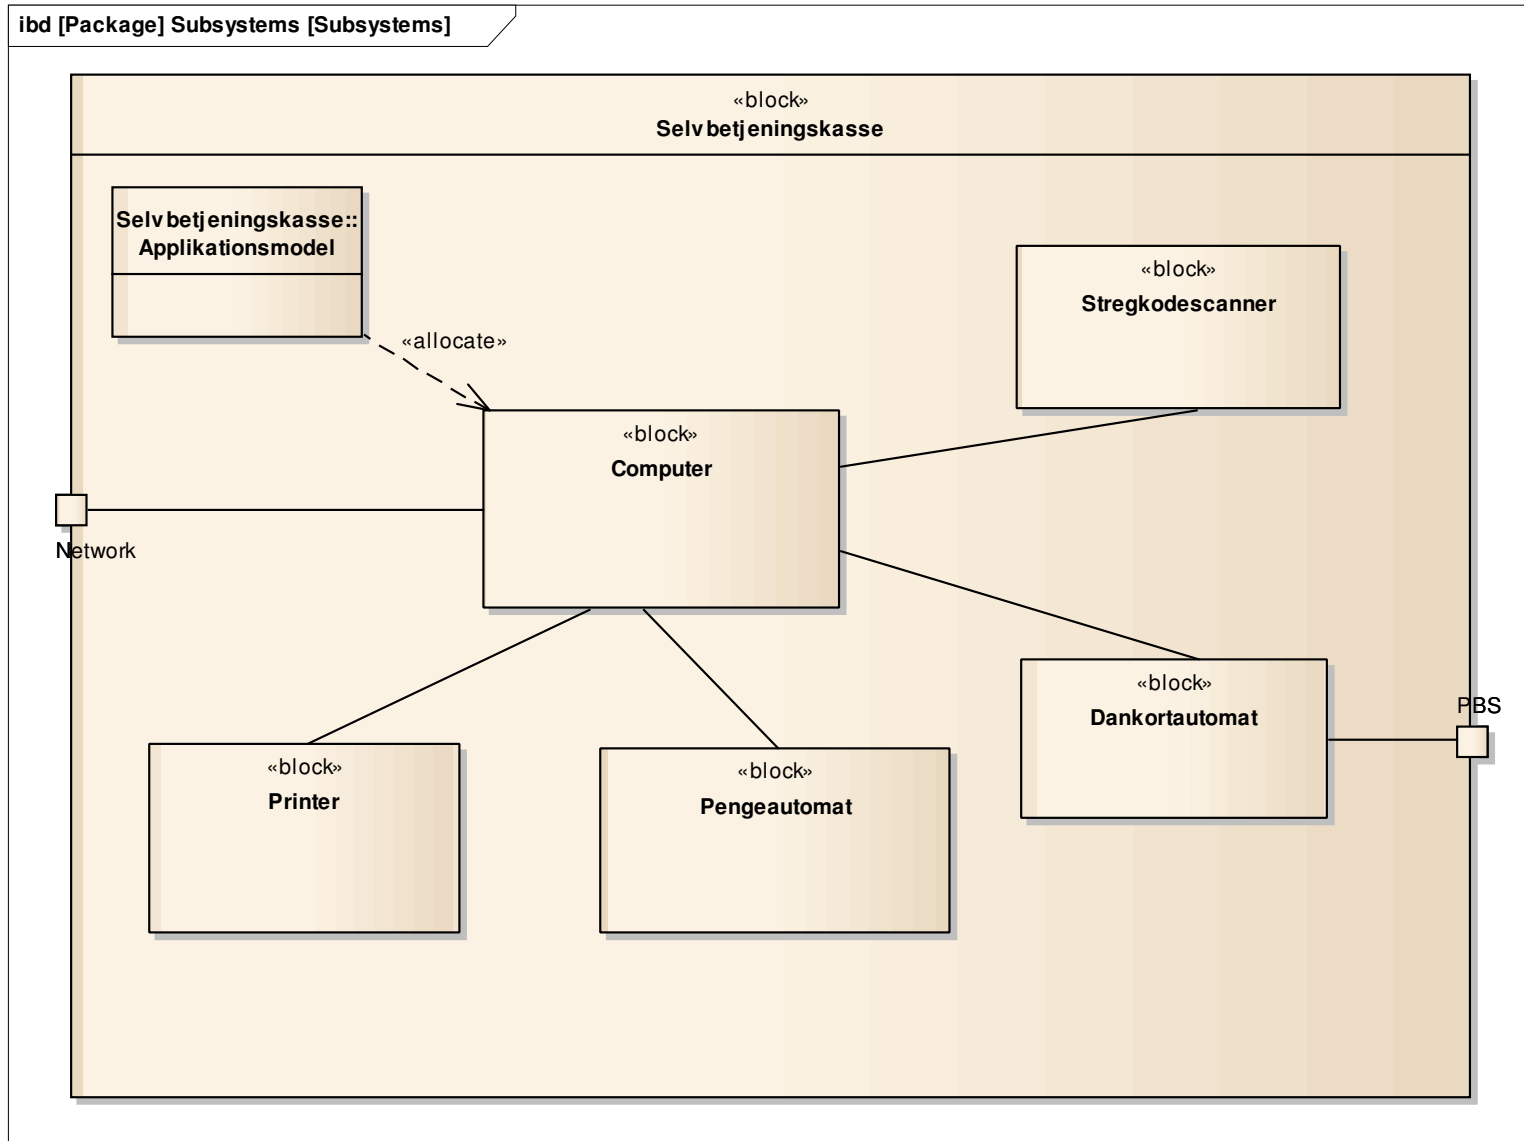 ibd [Package] Subsystems [Subsystems]
«block»
Selvbetjeningskasse
Selvbetjeningskasse::
Applikationsmodel
«block»
Stregkodescanner
«allocate»
«block»
Computer
Network
«block»
Dankortautomat
PBS
«block»
Printer
«block»
Pengeautomat